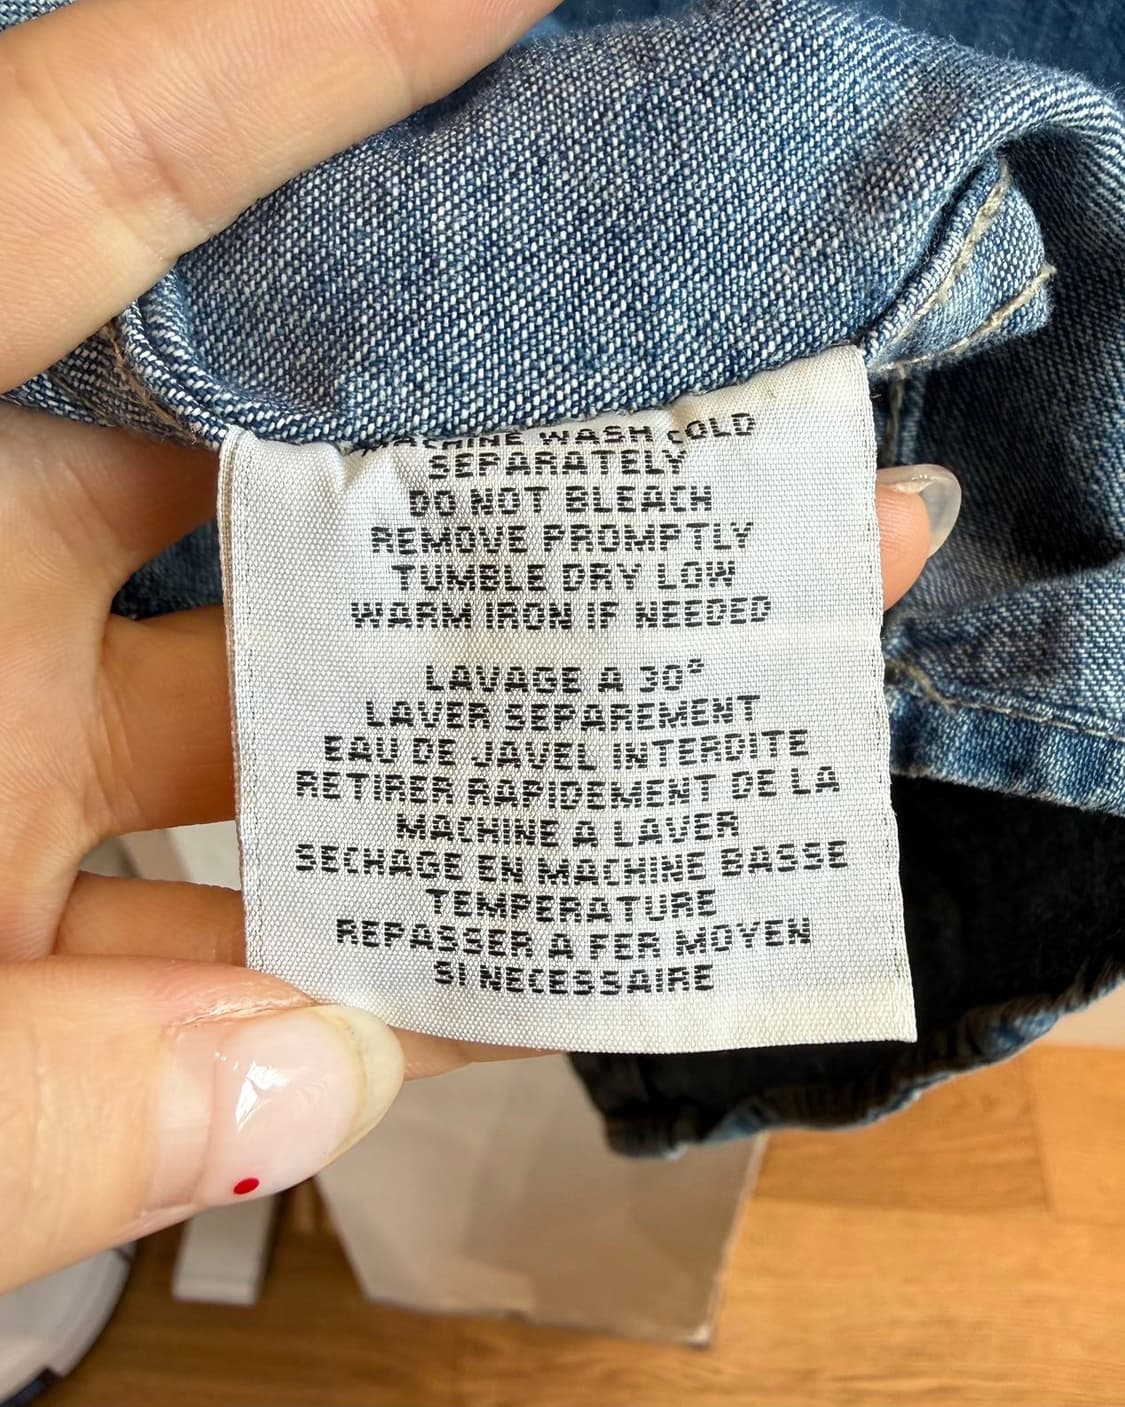 MACHINE WASH COLD
SEPARATELY
DO NOT BLEACH
REMOVE PROMPTLY
TUMBLE DRY LOW
WARM IRON IF NEEDED
LAVAGE A 30°
LAVER SEPAREMENT
EAU DE JAVEL INTERDITE
RETIRER RAPIDEMENT DE LA
MACHINE A LAVER
SECHAGE EN MACHINE BASSE
TEMPERATURE
REPASSER A FER MOYEN
SI NECESSAIRE